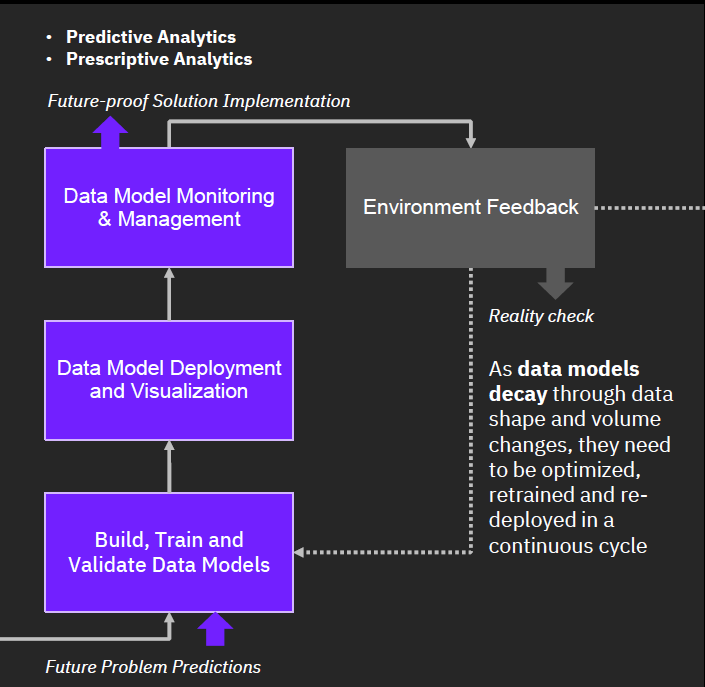 • Predictive Analytics
• Prescriptive Analytics
Future-proof Solution Implementation
Data Model Monitoring
& Management
Environment Feedback
Data Model Deployment
and Visualization
Reality check
As data models
decay through data
shape and volume
changes, they need
to be optimized,
retrained and re-
deployed in a
continuous cycle
Build, Train and
Validate Data Models
Future Problem Predictions